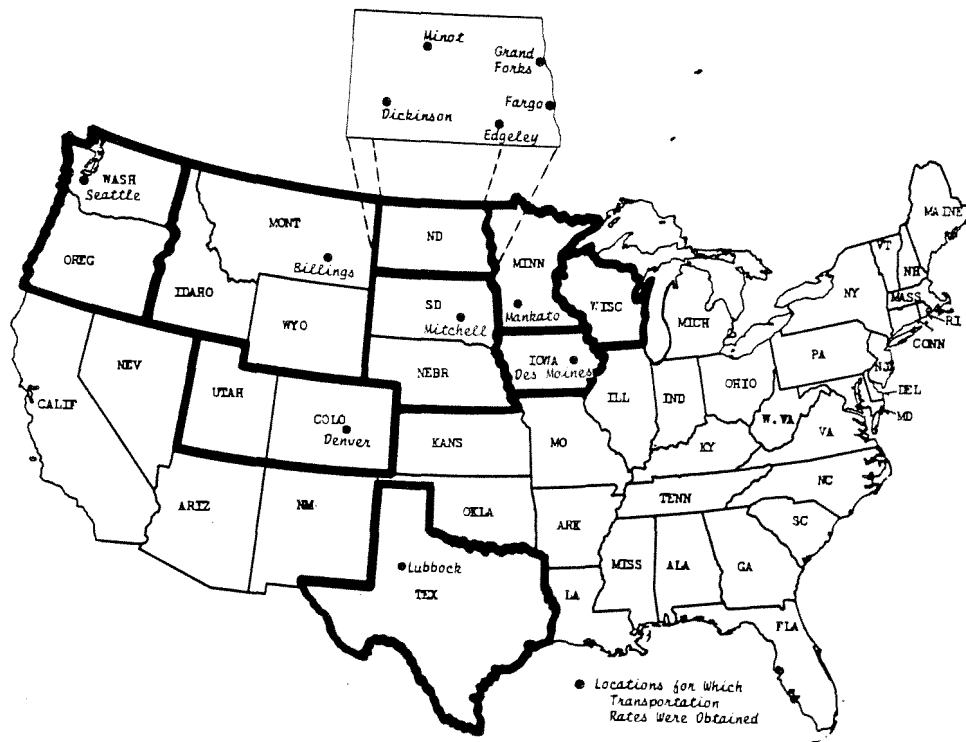 Minot
Grand
Forks
Fargo
Dickinson
Edgeley
WASH
Seattle
MONT
ND
MINN
MAINE
VT
NH
OREG
Billings
IDAHO
SD
Mitchell
Mankato
WISC
MICH
NY
MASS
RI
CONN
WYO
NEV
NEBR
IOWA
Des Moines
PA
N.J
OHIO
DEL
MD
UTAH
CALIF
COLO
Denver
KANS
MO
ILL
IND
W.VA
VA
KY
NC
TENN
ARIZ
NM
OKLA
ARK
SC
Lubbock
TEX
MISS
ALA
GA
LA
FLA
Locations for Which
Transportation
Rates Were Obtained